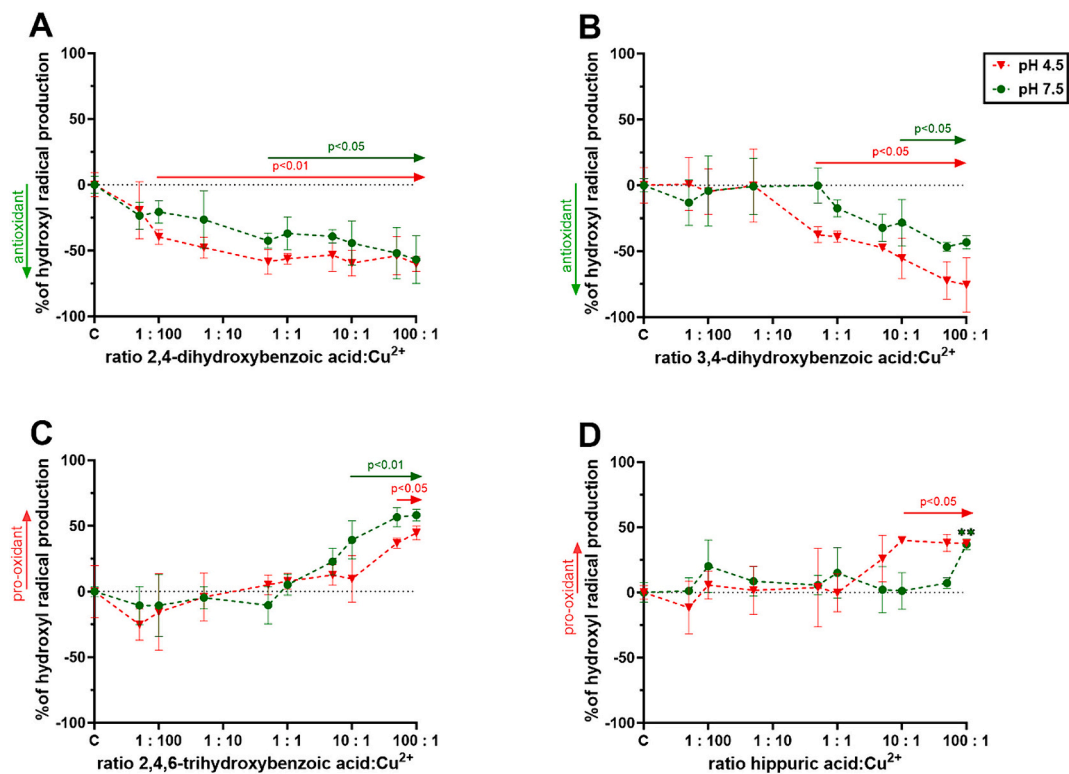 A
100
50
0
-50
-100
%of hydroxyl radical production
antioxidant
p<0.05
p<0.01
C 1 : 100 1 : 10 1 : 1 10 : 1 100 : 1
ratio 2,4-dihydroxybenzoic acid:Cu²⁺
B
100
50
0
-50
-100
%of hydroxyl radical production
antioxidant
p<0.05
p<0.05
C 1 : 100 1 : 10 1 : 1 10 : 1 100 : 1
ratio 3,4-dihydroxybenzoic acid:Cu²⁺
pH 4.5
pH 7.5
C
100
50
0
-50
-100
%of hydroxyl radical production
pro-oxidant
p<0.01
p<0.05
C 1 : 100 1 : 10 1 : 1 10 : 1 100 : 1
ratio 2,4,6-trihydroxybenzoic acid:Cu²⁺
D
100
50
0
-50
-100
%of hydroxyl radical production
pro-oxidant
p<0.05
**
C 1 : 100 1 : 10 1 : 1 10 : 1 100 : 1
ratio hippuric acid:Cu²⁺